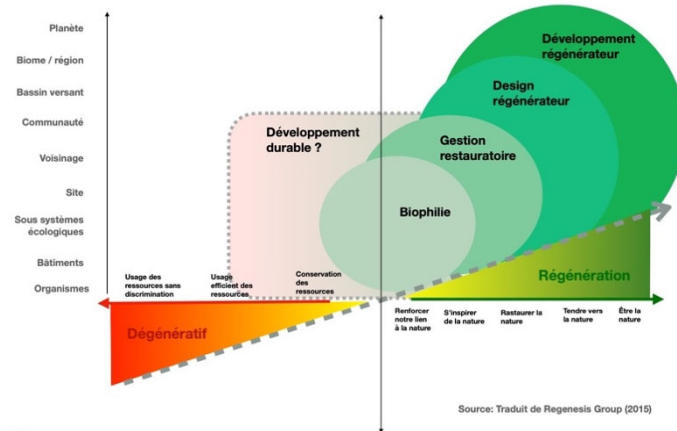 Planète
Biome / région
Bassin versant
Communauté
Voisinage
Site
Sous systèmes
écologiques
Bâtiments
Organismes
Développement
régénérateur
Design
régénérateur
Gestion
restauratoire
Biophilie
Développement
durable ?
Usage des
ressources sans
discrimination
Usage
efficient des
ressources
Conservation
des
ressources
Dégénératif
Régénération
Renforcer
notre lien
à la nature
S'inspirer
de la nature
Restaurer la
nature
Tendre vers
la nature
Être la
nature
Source: Traduit de Regenesis Group (2015)